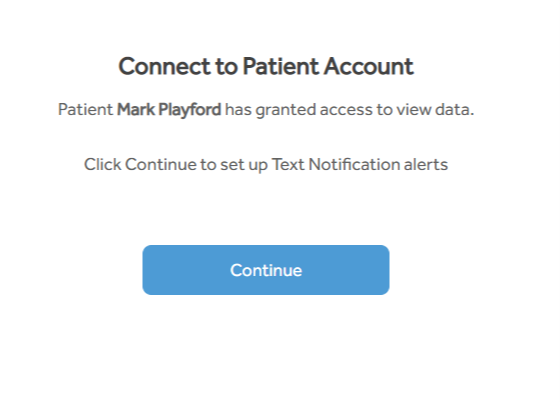 Connect to Patient Account
Patient Mark Playford has granted access to view data.
Click Continue to set up Text Notification alerts
Continue